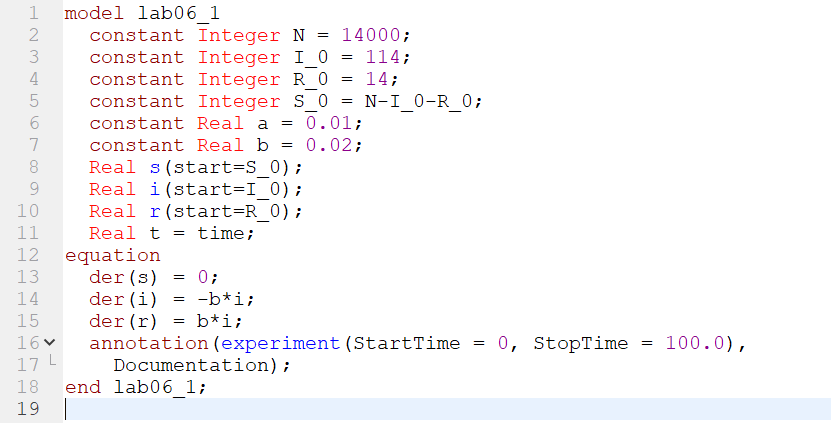 1 model lab06_1
2   constant Integer N = 14000;
3   constant Integer I_0 = 114;
4   constant Integer R_0 = 14;
5   constant Integer S_0 = N-I_0-R_0;
6   constant Real a = 0.01;
7   constant Real b = 0.02;
8   Real s(start=S_0);
9   Real i(start=I_0);
10   Real r(start=R_0);
11   Real t = time;
12 equation
13   der(s) = 0;
14   der(i) = -b*i;
15   der(r) = b*i;
16   annotation(experiment(StartTime = 0, StopTime = 100.0),
17     Documentation);
18 end lab06_1;
19